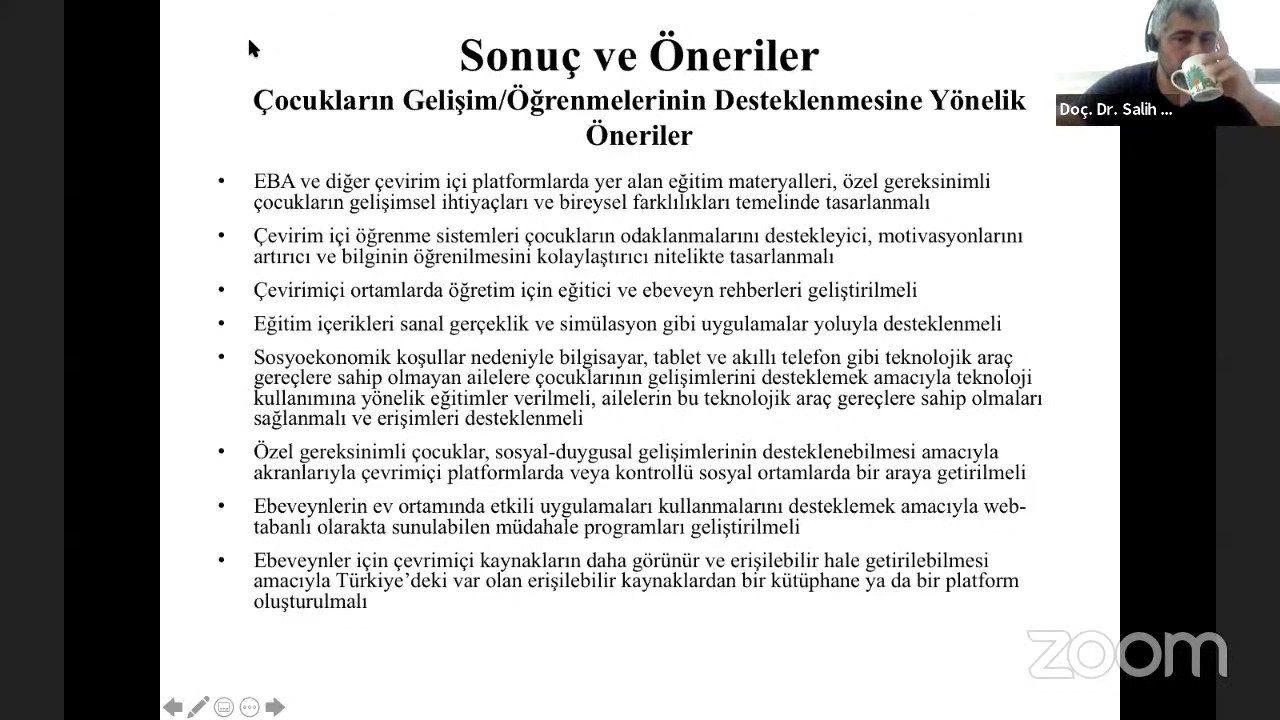 Sonuç ve Öneriler
Çocukların Gelişim/Öğrenmelerinin Desteklenmesine Yönelik
Öneriler
• EBA ve diğer çevirim içi platformlarda yer alan eğitim materyalleri, özel gereksinimli
çocukların gelişimsel ihtiyaçları ve bireysel farklılıkları temelinde tasarlanmalı
• Çevirim içi öğrenme sistemleri çocukların odaklanmalarını destekleyici, motivasyonlarını
artırıcı ve bilginin öğrenilmesini kolaylaştırıcı nitelikte tasarlanmalı
• Çevirimiçi ortamlarda öğretim için eğitici ve ebeveyn rehberleri geliştirilmeli
• Eğitim içerikleri sanal gerçeklik ve simülasyon gibi uygulamalar yoluyla desteklenmeli
• Sosyoekonomik koşullar nedeniyle bilgisayar, tablet ve akıllı telefon gibi teknolojik araç
gereçlere sahip olmayan ailelere çocuklarının gelişimlerini desteklemek amacıyla teknoloji
kullanımına yönelik eğitimler verilmeli, ailelerin bu teknolojik araç gereçlere sahip olmaları
sağlanmalı ve erişimleri desteklenmeli
• Özel gereksinimli çocuklar, sosyal-duygusal gelişimlerinin desteklenebilmesi amacıyla
akranlarıyla çevrimiçi platformlarda veya kontrollü sosyal ortamlarda bir araya getirilmeli
• Ebeveynlerin ev ortamında etkili uygulamaları kullanmalarını desteklemek amacıyla web-
tabanlı olarakta sunulabilen müdahale programları geliştirilmeli
• Ebeveynler için çevrimiçi kaynakların daha görünür ve erişilebilir hale getirilebilmesi
amacıyla Türkiye’deki var olan erişilebilir kaynaklardan bir kütüphane ya da bir platform
oluşturulmalı
Doç. Dr. Salih ...
zoom